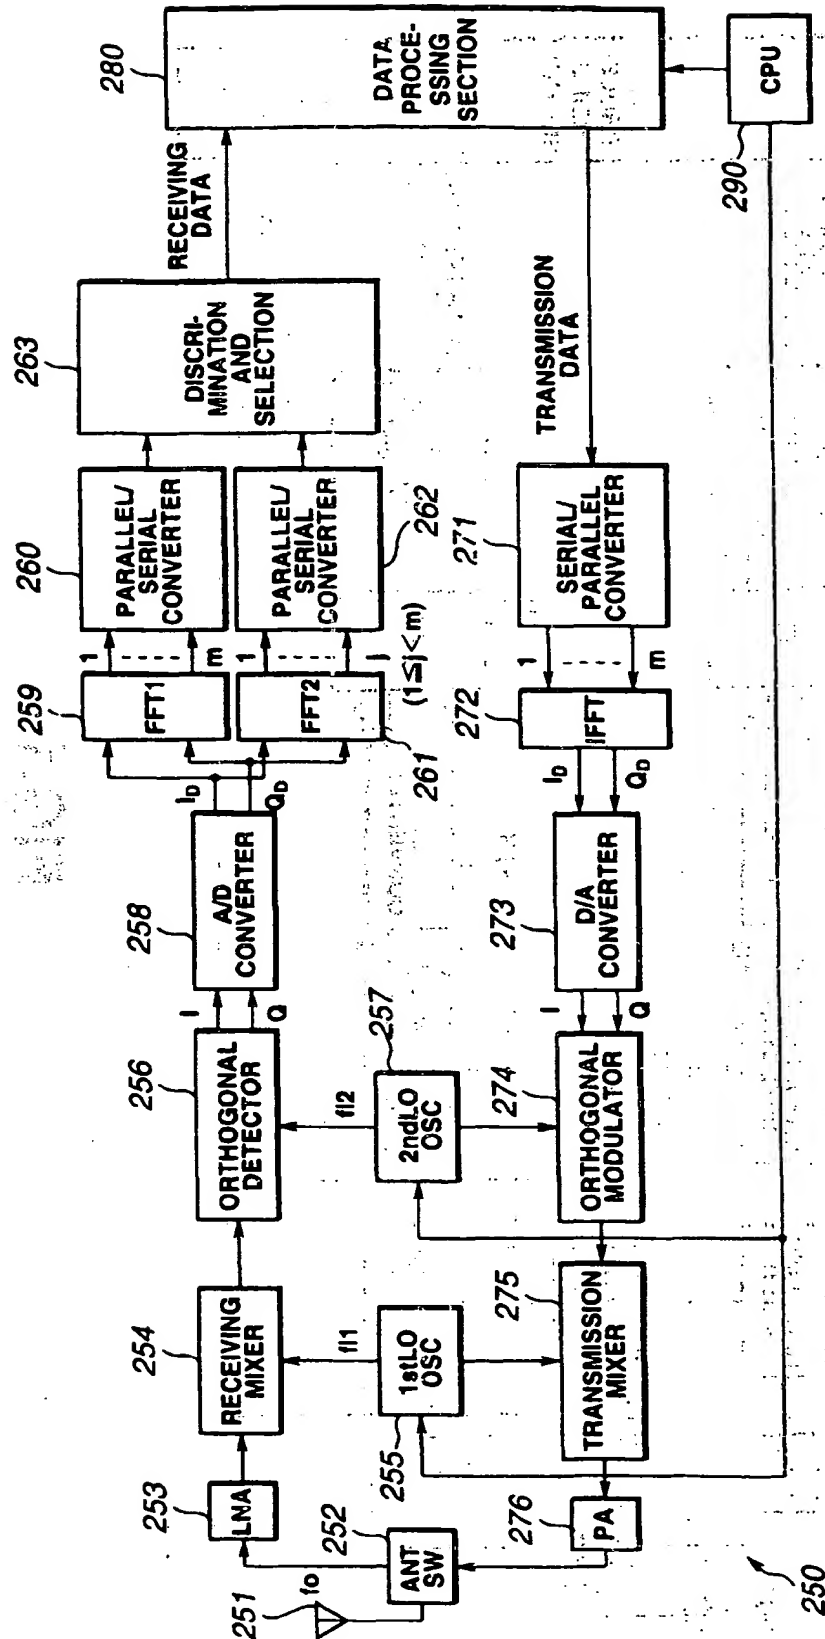 251
fo
252
ANT
SW
253
LNA
254
RECEIVING
MIXER
fl1
255
1stLO
OSC
256
ORTHOGONAL
DETECTOR
fl2
257
2ndLO
OSC
I
Q
258
A/D
CONVERTER
ID
QD
259
FFT1
1
m
260
PARALLEL/
SERIAL
CONVERTER
261
FFT2
1
j
(1≦j<m)
262
PARALLEL/
SERIAL
CONVERTER
263
DISCRI-
MINATION
AND
SELECTION
RECEIVING
DATA
280
DATA
PROCE-
SSING
SECTION
TRANSMISSION
DATA
271
SERIAL/
PARALLEL
CONVERTER
1
m
272
IFFT
ID
QD
273
D/A
CONVERTER
I
Q
274
ORTHOGONAL
MODULATOR
275
TRANSMISSION
MIXER
276
PA
290
CPU
250